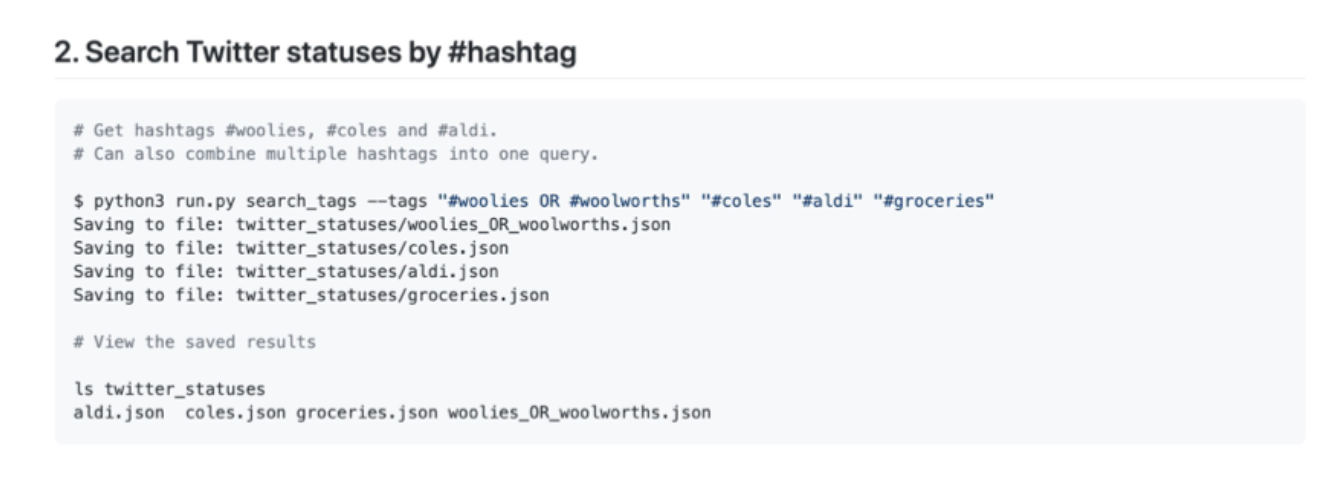 2. Search Twitter statuses by #hashtag
# Get hashtags #woolies, #coles and #aldi.
# Can also combine multiple hashtags into one query.
$ python3 run.py search_tags --tags "#woolies OR #woolworths" "#coles" "#aldi" "#groceries"
Saving to file: twitter_statuses/woolies_OR_woolworths.json
Saving to file: twitter_statuses/coles.json
Saving to file: twitter_statuses/aldi.json
Saving to file: twitter_statuses/groceries.json
# View the saved results
ls twitter_statuses
aldi.json  coles.json groceries.json woolies_OR_woolworths.json